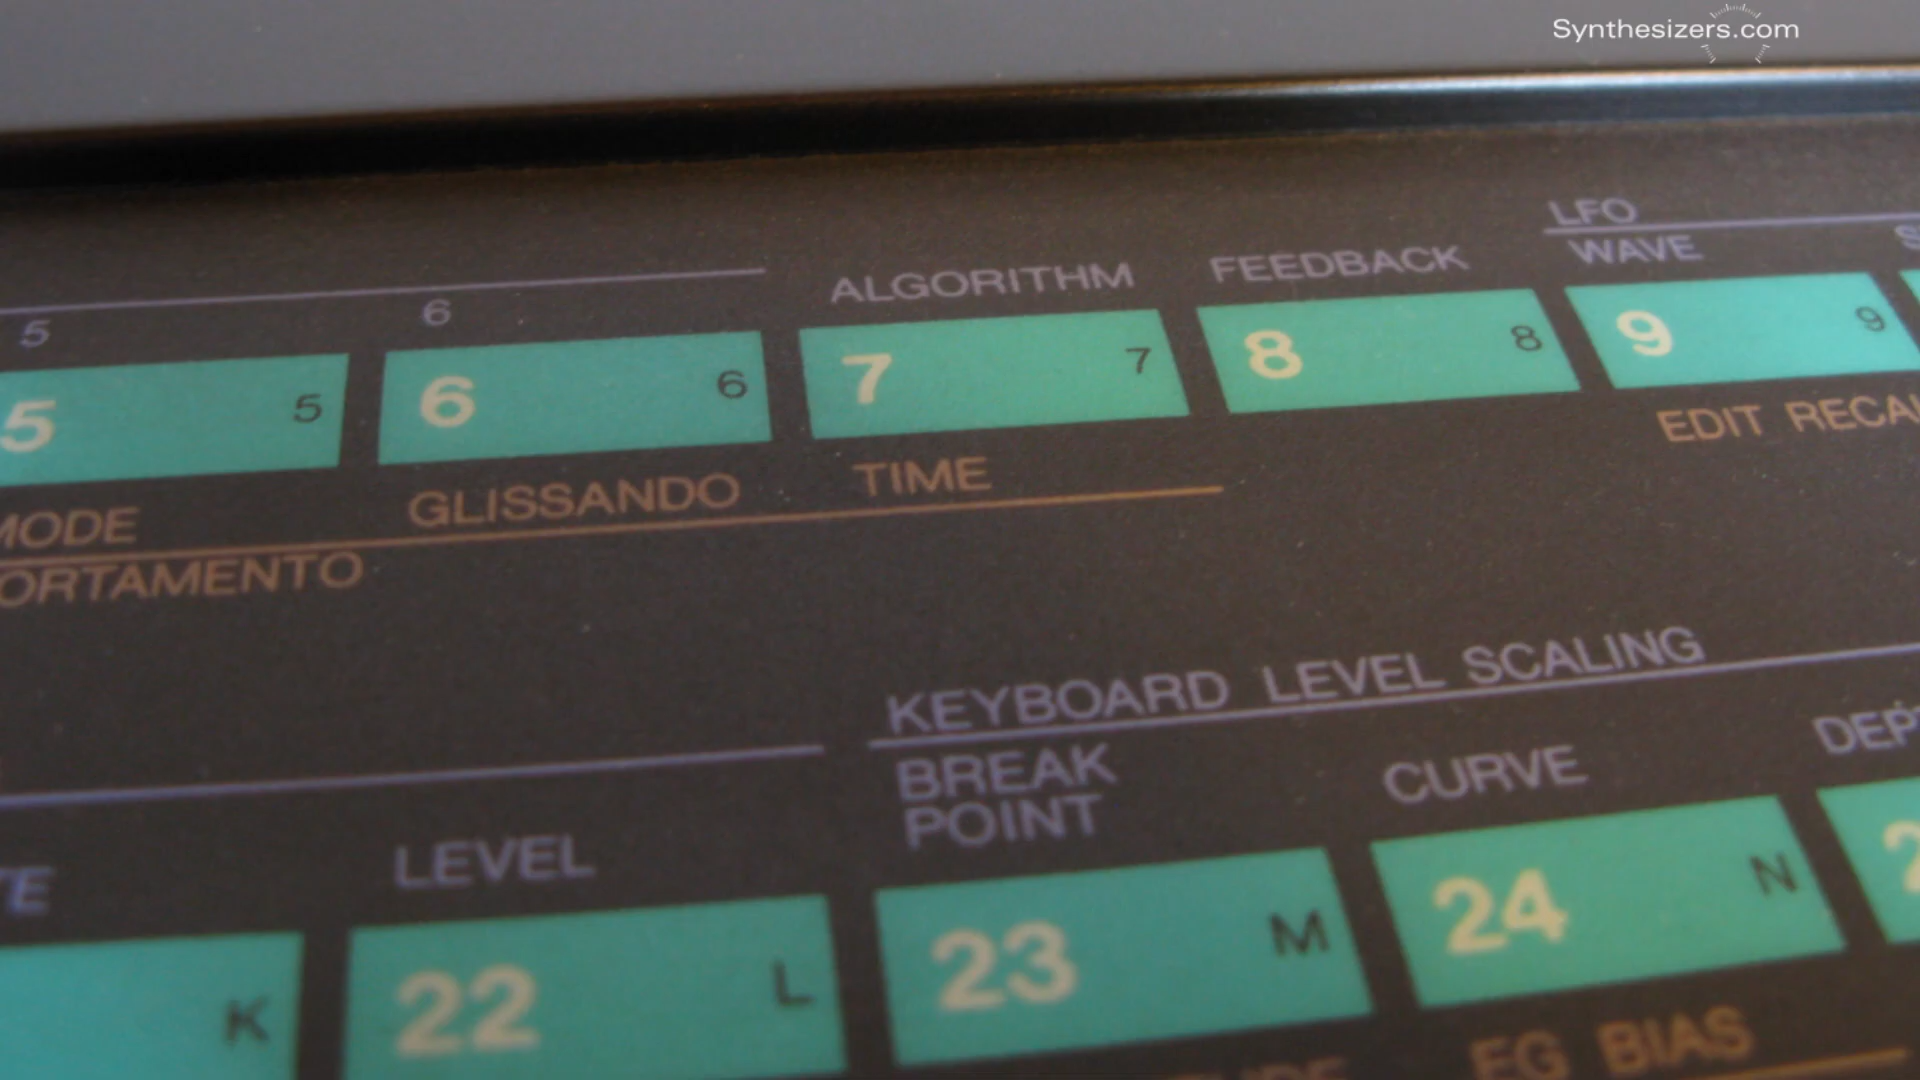 Synthesizers.com
LFO
5 6 ALGORITHM FEEDBACK WAVE
5 5 6 6 7 7 8 8 9 9
MODE GLISSANDO TIME EDIT
KEYBOARD LEVEL SCALING
LEVEL BREAK CURVE
POINT
K 22 L 23 M 24 N
EG BIAS